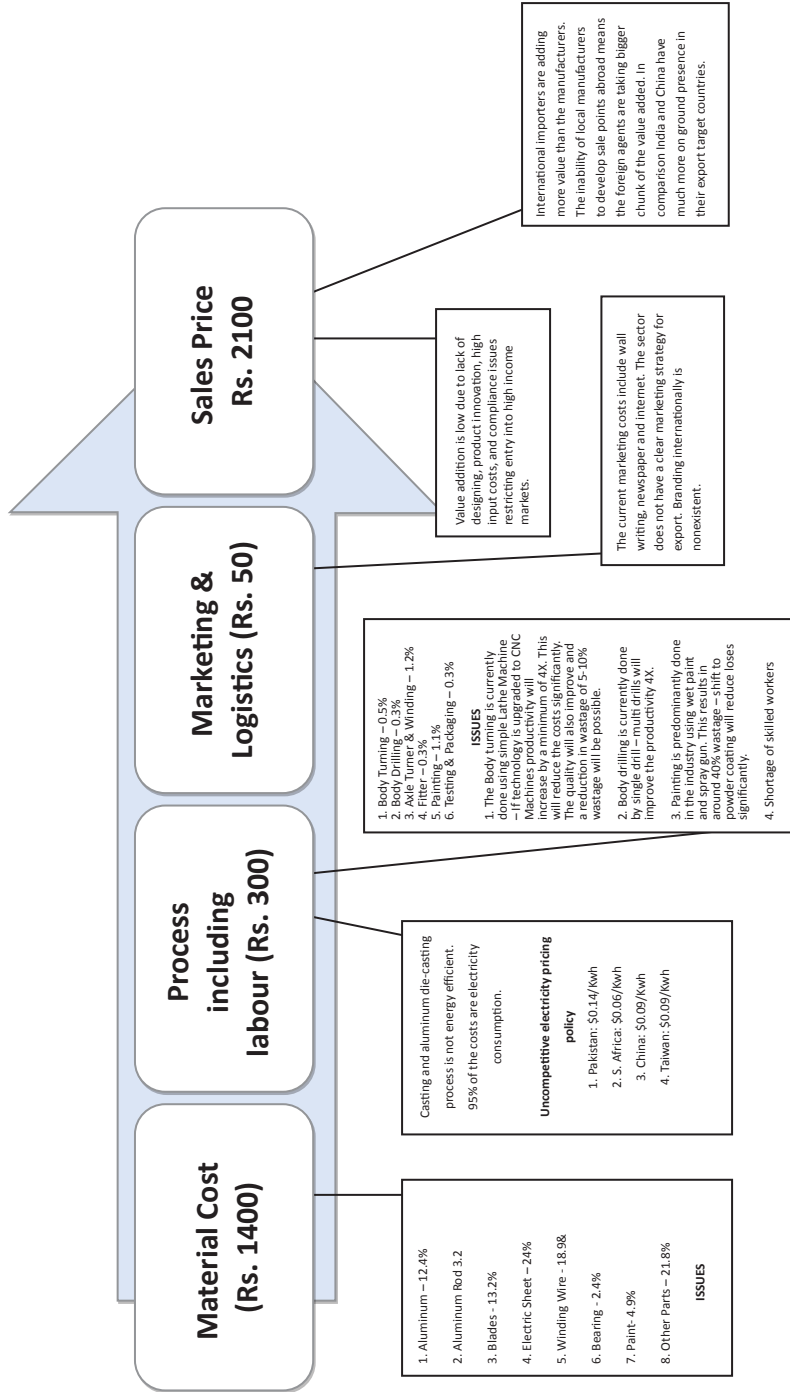 Material Cost
(Rs. 1400)
Process
including
labour (Rs. 300)
Marketing &
Logistics (Rs. 50)
Sales Price
Rs. 2100
1. Aluminum – 12.4%
2. Aluminum Rod 3.2
3. Blades - 13.2%
4. Electric Sheet – 24%
5. Winding Wire - 18.9&
6. Bearing - 2.4%
7. Paint- 4.9%
8. Other Parts – 21.8%
ISSUES
Casting and aluminum die-casting
process is not energy efficient.
95% of the costs are electricity
consumption.
Uncompetitive electricity pricing
policy
1. Pakistan: $0.14/Kwh
2. S. Africa: $0.06/Kwh
3. China: $0.09/Kwh
4. Taiwan: $0.09/Kwh
1. Body Turning – 0.5%
2. Body Drilling – 0.3%
3. Axle Turner & Winding – 1.2%
4. Fitter – 0.3%
5. Painting – 1.1%
6. Testing & Packaging – 0.3%
ISSUES
1. The Body turning is currently
done using simple Lathe Machine
– If technology is upgraded to CNC
Machines productivity will
increase by a minimum of 4X. This
will reduce the costs significantly.
The quality will also improve and
a reduction in wastage of 5-10%
wastage will be possible.
2. Body drilling is currently done
by single drill – multi drills will
improve the productivity 4X.
3. Painting is predominantly done
in the industry using wet paint
and spray gun. This results in
around 40% wastage – shift to
powder coating will reduce loses
significantly.
4. Shortage of skilled workers
The current marketing costs include wall
writing, newspaper and internet. The sector
does not have a clear marketing strategy for
export. Branding internationally is
nonexistent.
Value addition is low due to lack of
designing, product innovation, high
input costs, and compliance issues
restricting entry into high income
markets.
International importers are adding
more value than the manufacturers.
The inability of local manufacturers
to develop sale points abroad means
the foreign agents are taking bigger
chunk of the value added. In
comparison India and China have
much more on ground presence in
their export target countries.